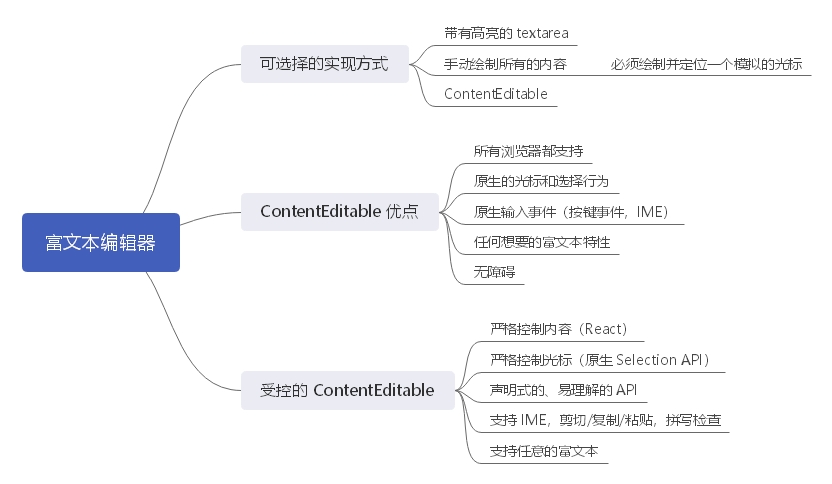 富文本编辑器
可选择的实现方式
带有高亮的 textarea
手动绘制所有的内容
必须绘制并定位一个模拟的光标
ContentEditable
ContentEditable 优点
所有浏览器都支持
原生的光标和选择行为
原生输入事件（按键事件，IME）
任何想要的富文本特性
无障碍
受控的 ContentEditable
严格控制内容（React）
严格控制光标（原生 Selection API）
声明式的、易理解的 API
支持 IME，剪切/复制/粘贴，拼写检查
支持任意的富文本